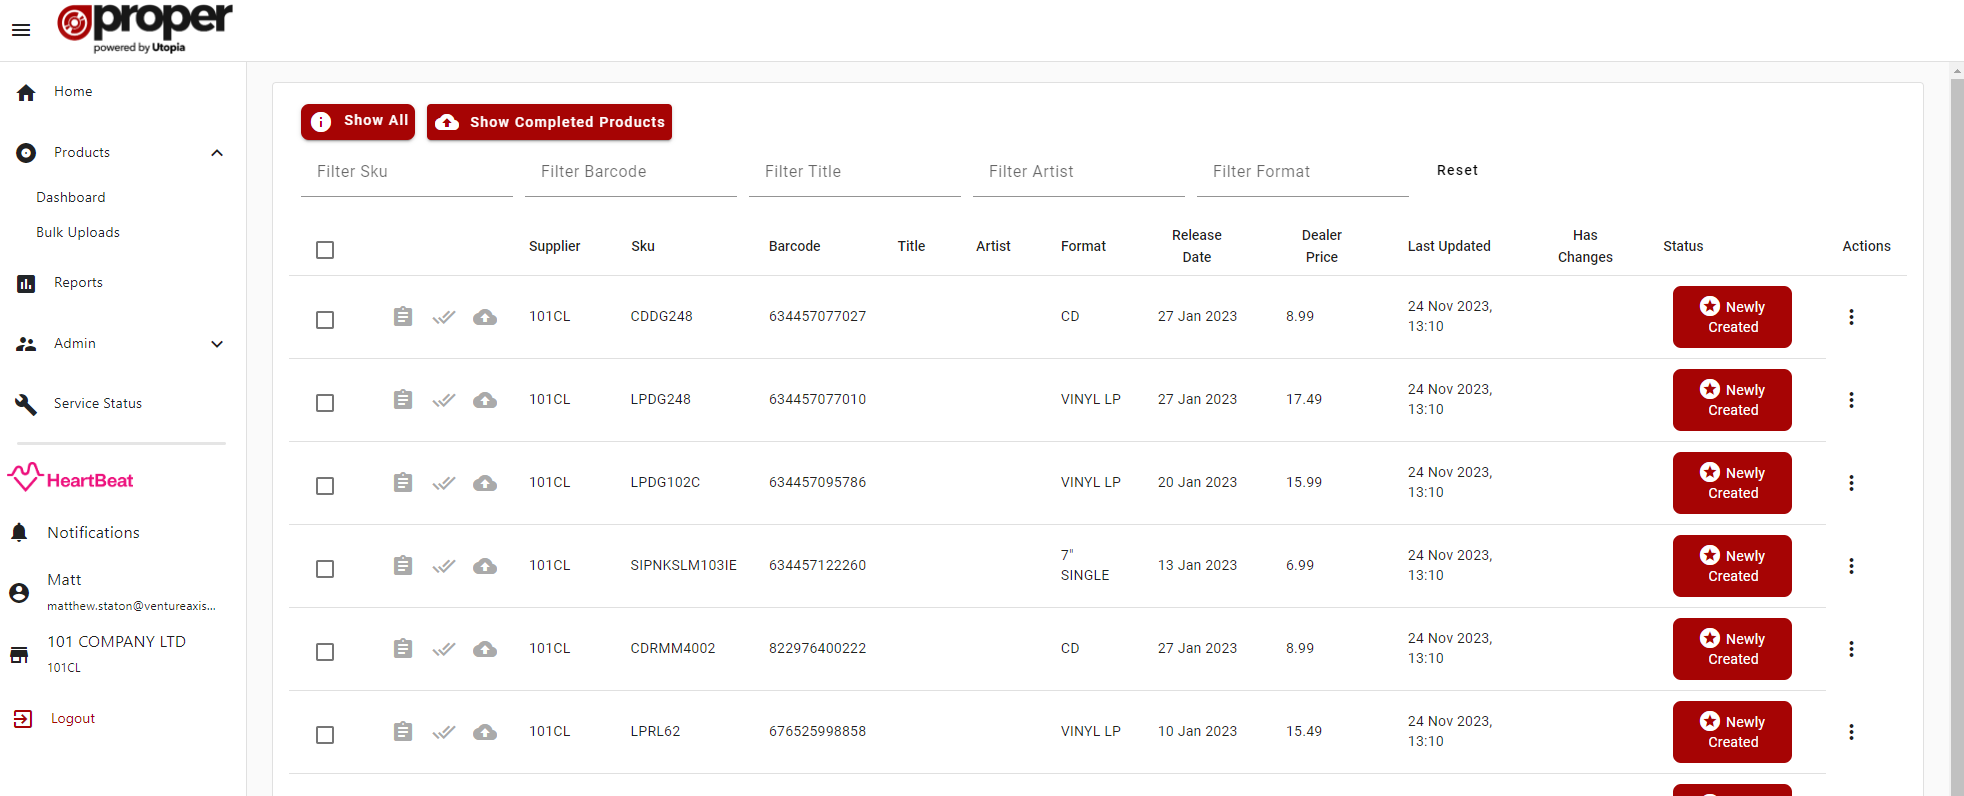 proper
powered by Utopia
Home
Products
Dashboard
Bulk Uploads
Reports
Admin
Service Status
HeartBeat
Notifications
Matt
matthew.staton@ventureaxis...
101 COMPANY LTD
101CL
Logout
Show All
Show Completed Products
Filter Sku Filter Barcode Filter Title Filter Artist Filter Format Reset
Supplier Sku Barcode Title Artist Format Release Date Dealer Price Last Updated Has Changes Status Actions
101CL CDDG248 634457077027 CD 27 Jan 2023 8.99 24 Nov 2023, 13:10 Newly Created
101CL LPDG248 634457077010 VINYL LP 27 Jan 2023 17.49 24 Nov 2023, 13:10 Newly Created
101CL LPDG102C 634457095786 VINYL LP 20 Jan 2023 15.99 24 Nov 2023, 13:10 Newly Created
101CL SIPNKSLM103IE 634457122260 7" SINGLE 13 Jan 2023 6.99 24 Nov 2023, 13:10 Newly Created
101CL CDRMM4002 822976400222 CD 27 Jan 2023 8.99 24 Nov 2023, 13:10 Newly Created
101CL LPRL62 676525998858 VINYL LP 10 Jan 2023 15.49 24 Nov 2023, 13:10 Newly Created